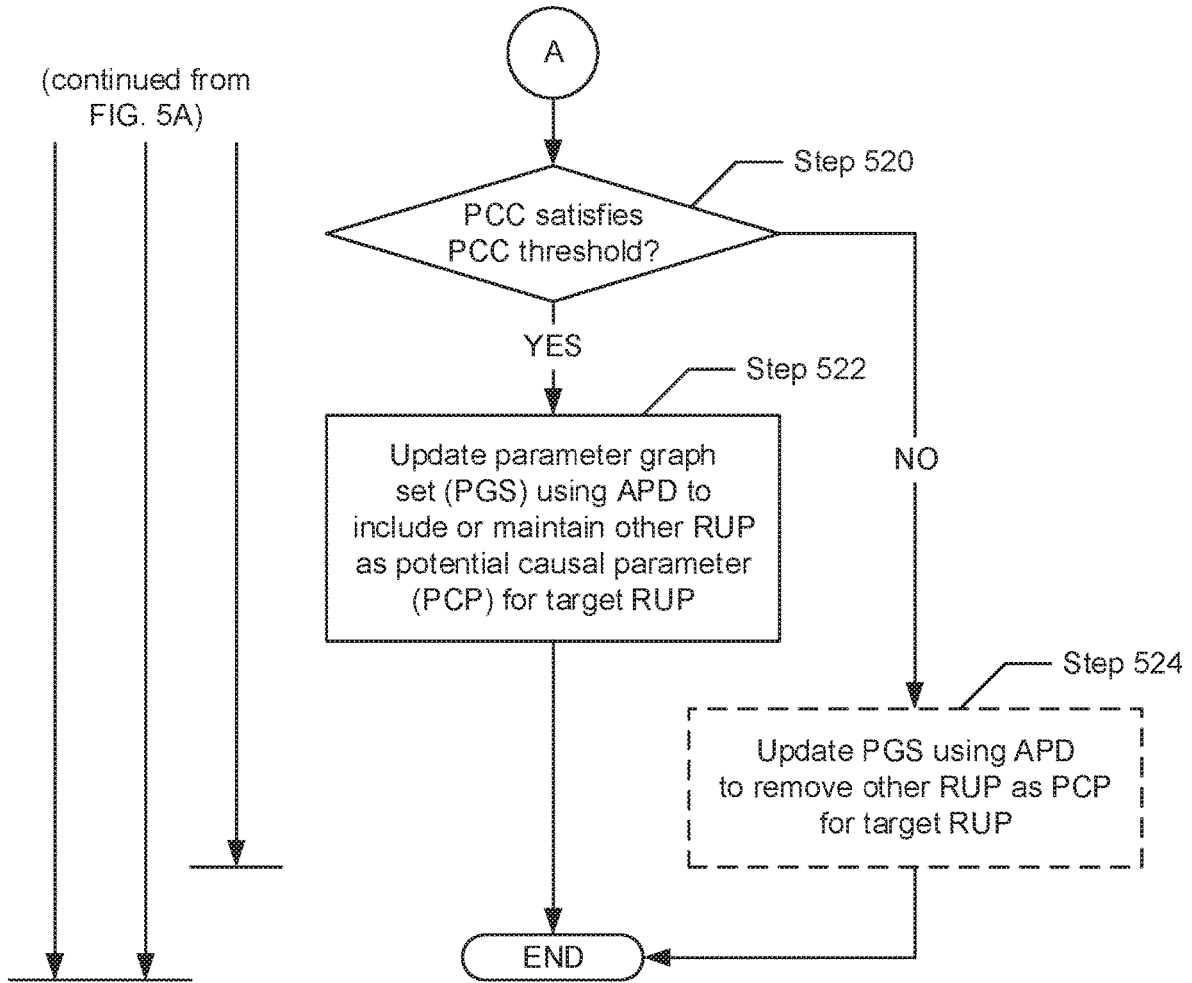 A
(continued from
FIG. 5A)
Step 520
PCC satisfies
PCC threshold?
YES
Step 522
Update parameter graph
set (PGS) using APD to
include or maintain other RUP
as potential causal parameter
(PCP) for target RUP
NO
Step 524
Update PGS using APD
to remove other RUP as PCP
for target RUP
END